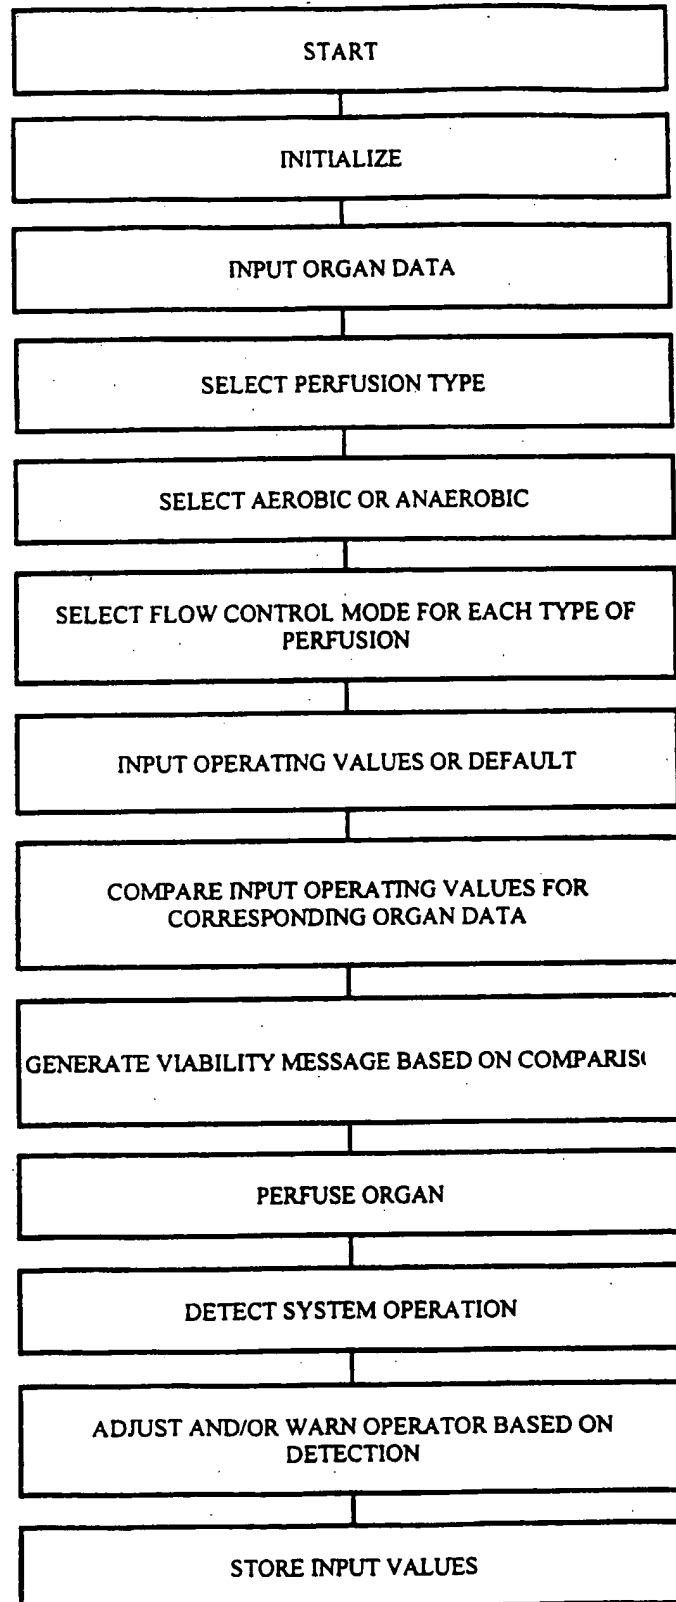 START
INITIALIZE
INPUT ORGAN DATA
SELECT PERFUSION TYPE
SELECT AEROBIC OR ANAEROBIC
SELECT FLOW CONTROL MODE FOR EACH TYPE OF
PERFUSION
INPUT OPERATING VALUES OR DEFAULT
COMPARE INPUT OPERATING VALUES FOR
CORRESPONDING ORGAN DATA
GENERATE VIABILITY MESSAGE BASED ON COMPARIS
PERFUSE ORGAN
DETECT SYSTEM OPERATION
ADJUST AND/OR WARN OPERATOR BASED ON
DETECTION
STORE INPUT VALUES